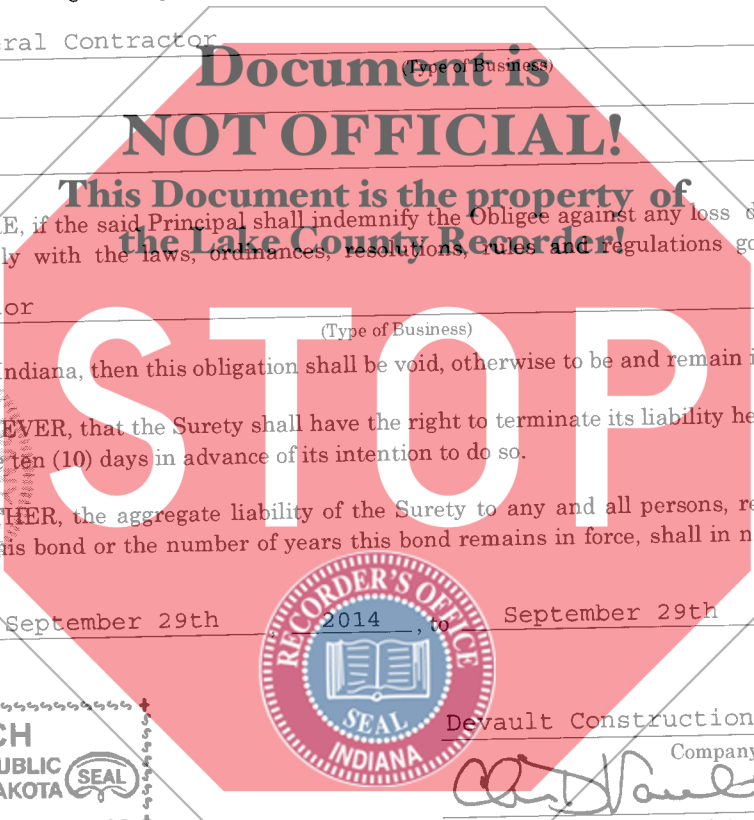 ral Contractor
Document is
(Type of Business)
NOT OFFICIAL!
This Document is the property of
E, if the said Principal shall indemnify the Obligee against any loss d
the Lake County Recorder!
ly with the laws, ordinances, resolutions, rules and regulations go
or
(Type of Business)
STOP
Indiana, then this obligation shall be void, otherwise to be and remain i
EVER, that the Surety shall have the right to terminate its liability he
ten (10) days in advance of its intention to do so.
HER, the aggregate liability of the Surety to any and all persons, re
is bond or the number of years this bond remains in force, shall in n
September 29th, 2014, to September 29th
RECORDER'S OFFICE
SEAL
INDIANA
CH
UBLIC
AKOTA
SEAL
Devault Construction
Company